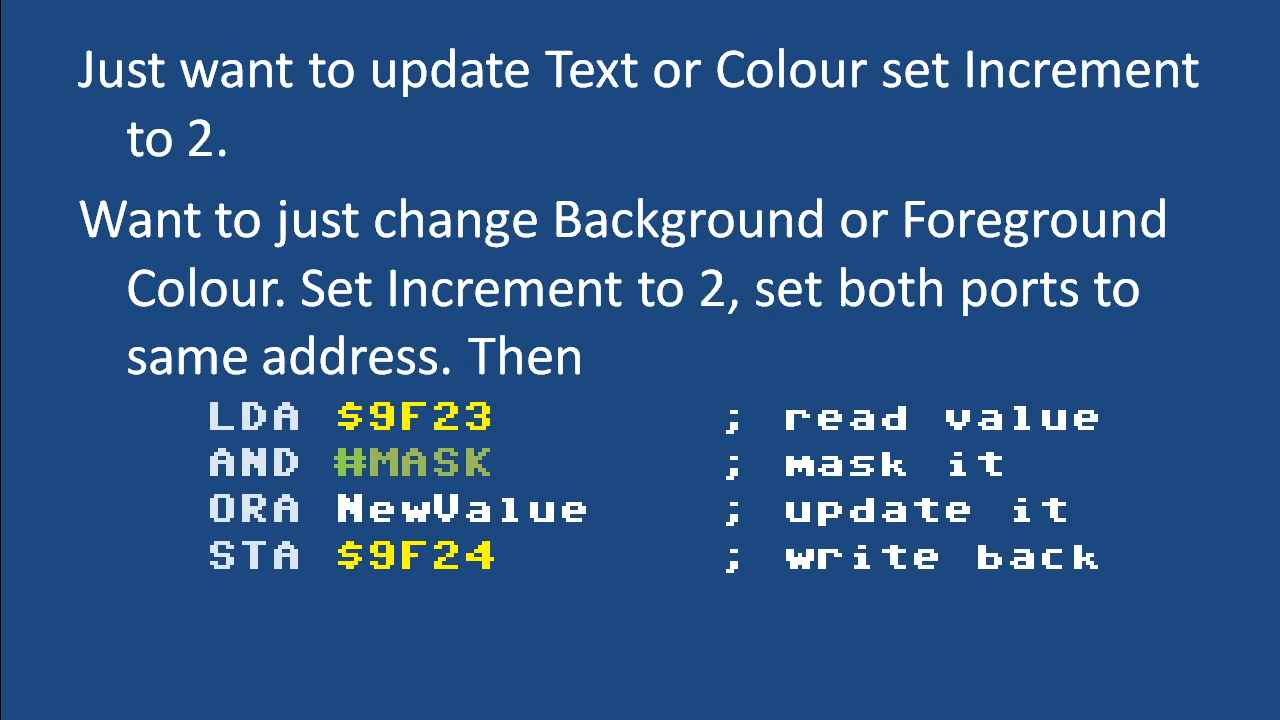 Just want to update Text or Colour set Increment
to 2.
Want to just change Background or Foreground
Colour. Set Increment to 2, set both ports to
same address. Then
LDA $9F23 ; read value
AND #MASK ; mask it
ORA NewValue ; update it
STA $9F24 ; write back